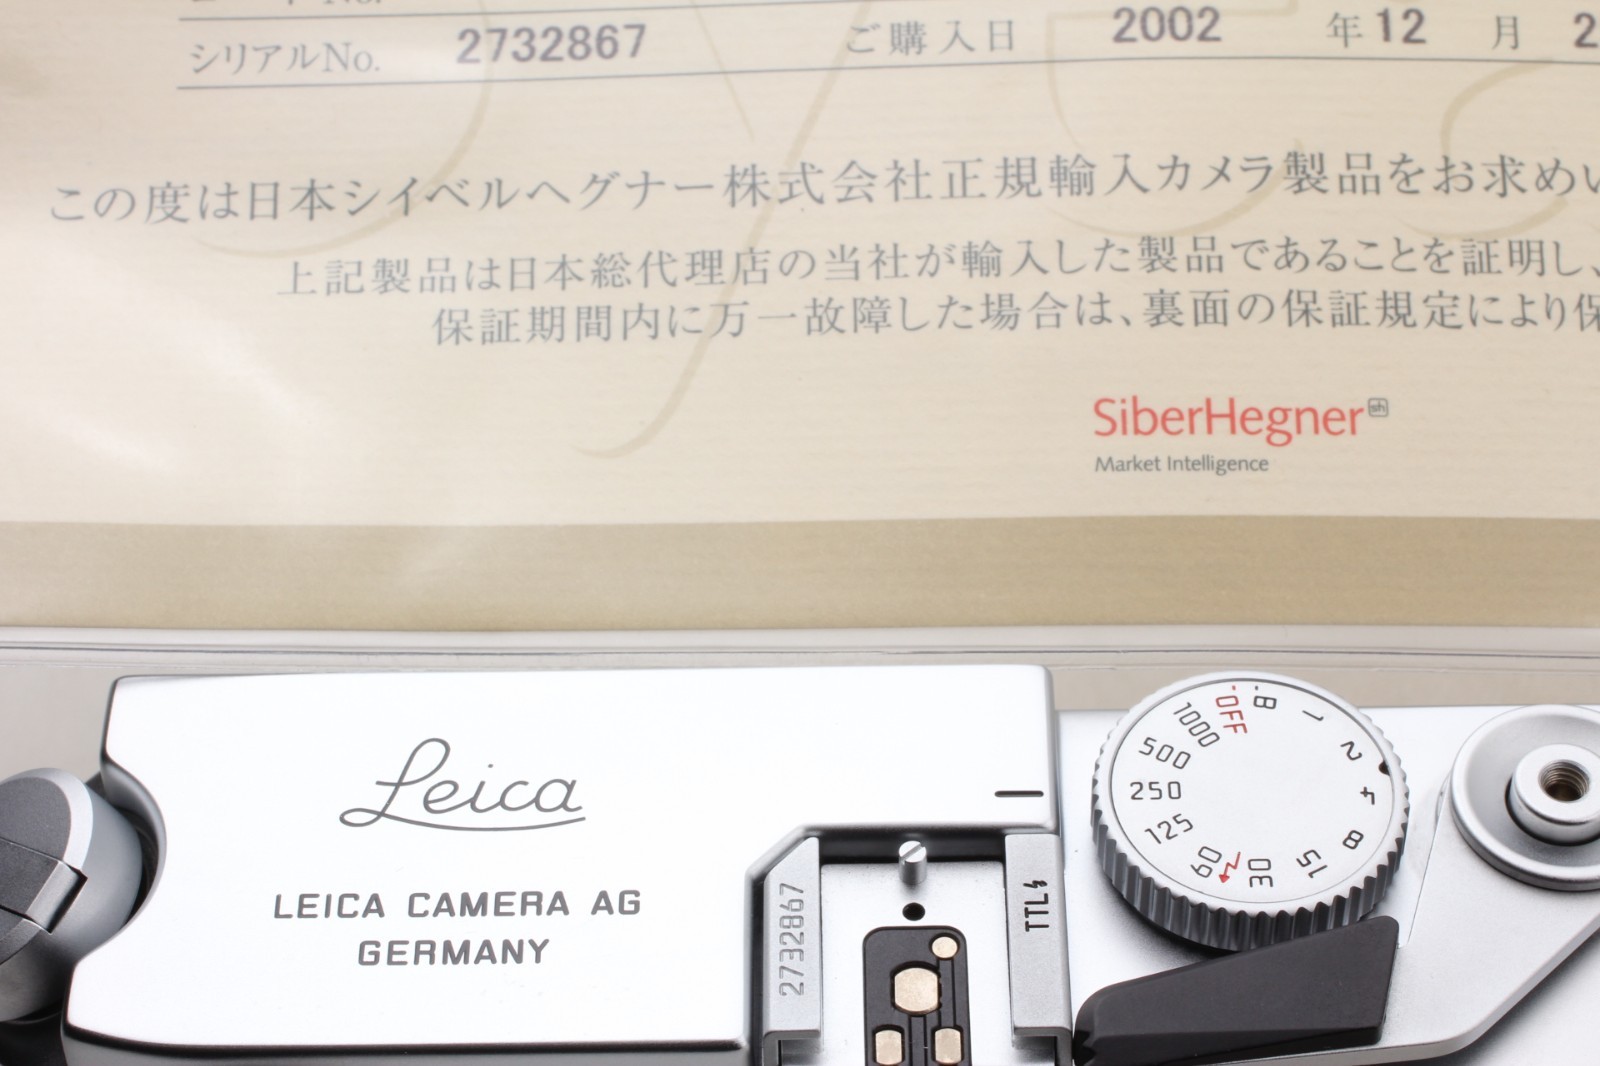 シリアルNo. 2732867 ご購入日 2002 年 12 月 2
この度は日本シイベルヘグナー株式会社正規輸入カメラ製品をお求めい
上記製品は日本総代理店の当社が輸入した製品であることを証明し、
保証期間内に万一故障した場合は、裏面の保証規定により保
SiberHegner sh
Market Intelligence
Leica
LEICA CAMERA AG
GERMANY
2732867
TTL
OFF B 1 2 4 8 15 30 60 125 250 500 1000